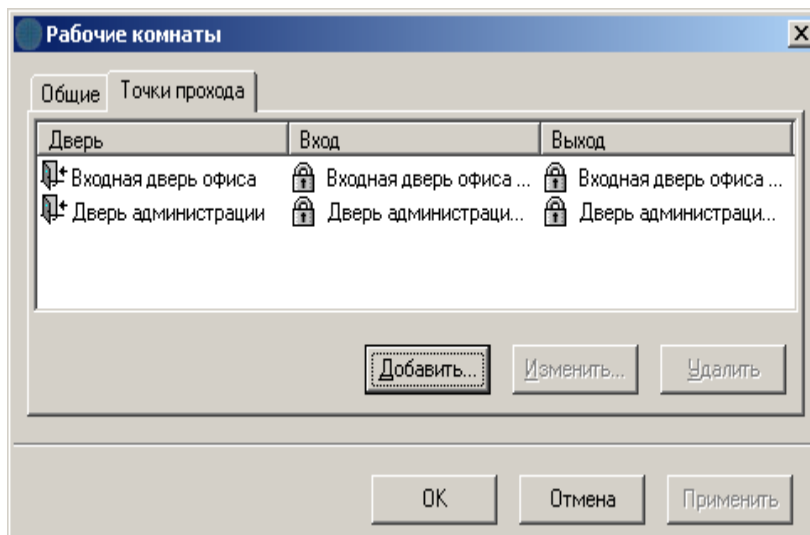 Рабочие комнаты
Общие Точки прохода
Дверь Вход Выход
Входная дверь офиса Входная дверь офиса ... Входная дверь офиса ...
Дверь администрации Дверь администраци... Дверь администраци...
Добавить... Изменить... Удалить
OK Отмена Применить